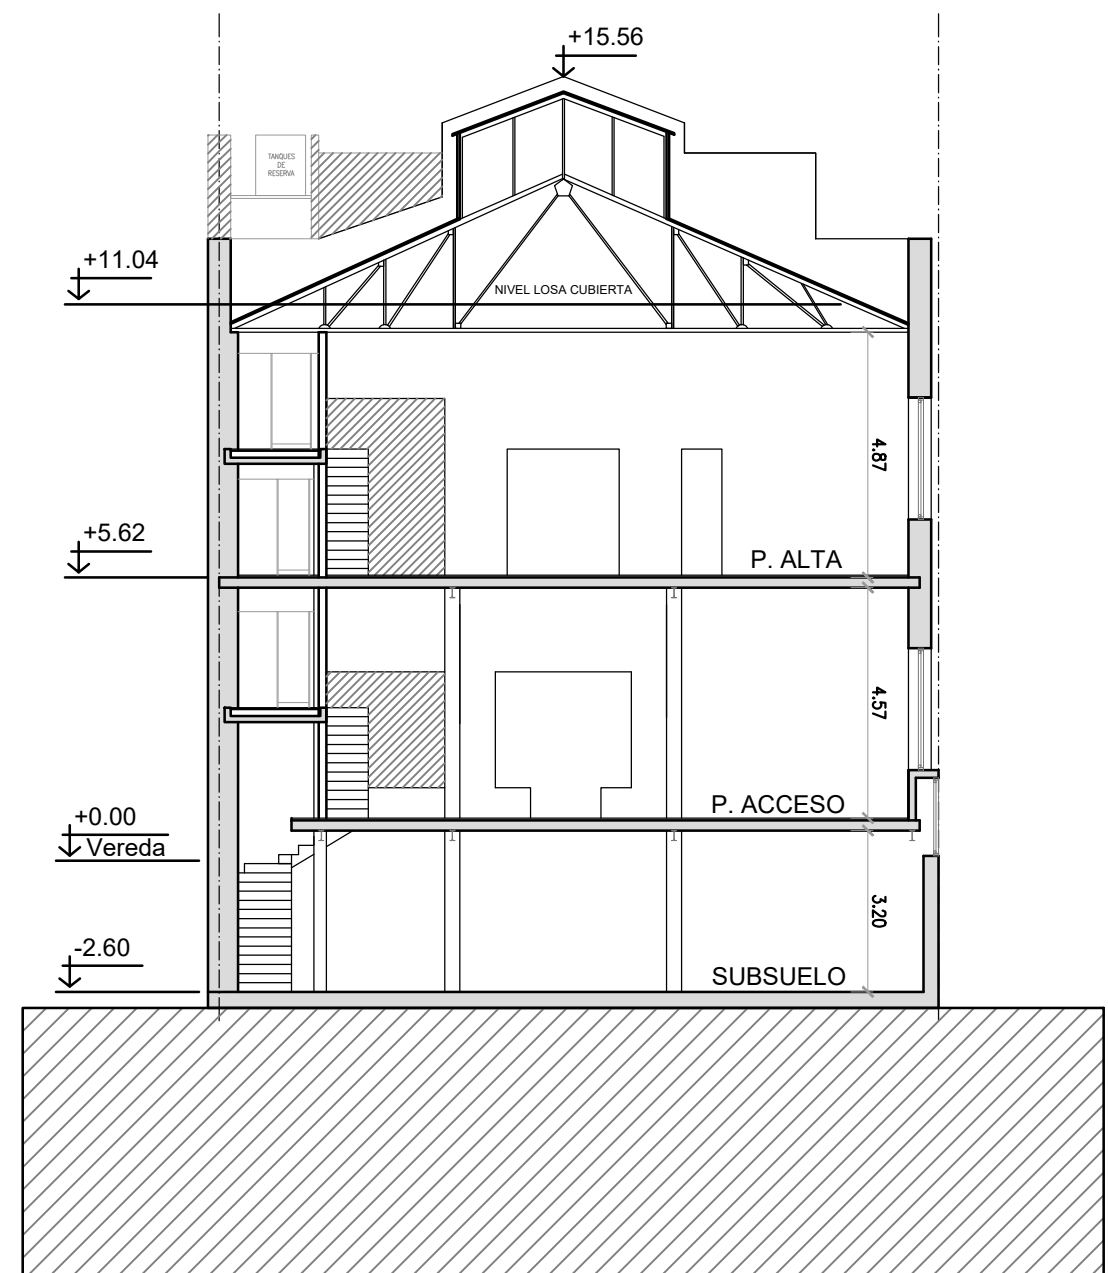 +15.56
TANQUES
DE
RESERVA
+11.04
NIVEL LOSA CUBIERTA
4.87
+5.62
P. ALTA
4.57
P. ACCESO
+0.00
Vereda
3.20
-2.60
SUBSUELO